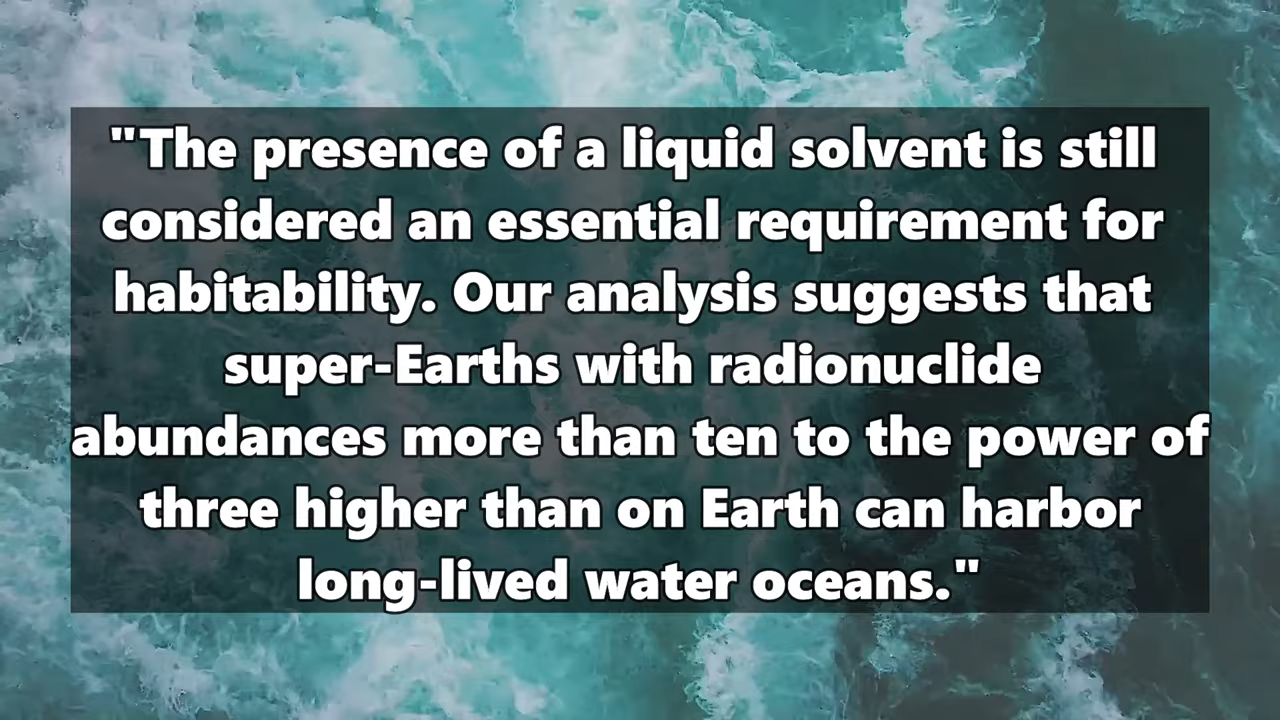 "The presence of a liquid solvent is still
considered an essential requirement for
habitability. Our analysis suggests that
super-Earths with radionuclide
abundances more than ten to the power of
three higher than on Earth can harbor
long-lived water oceans."